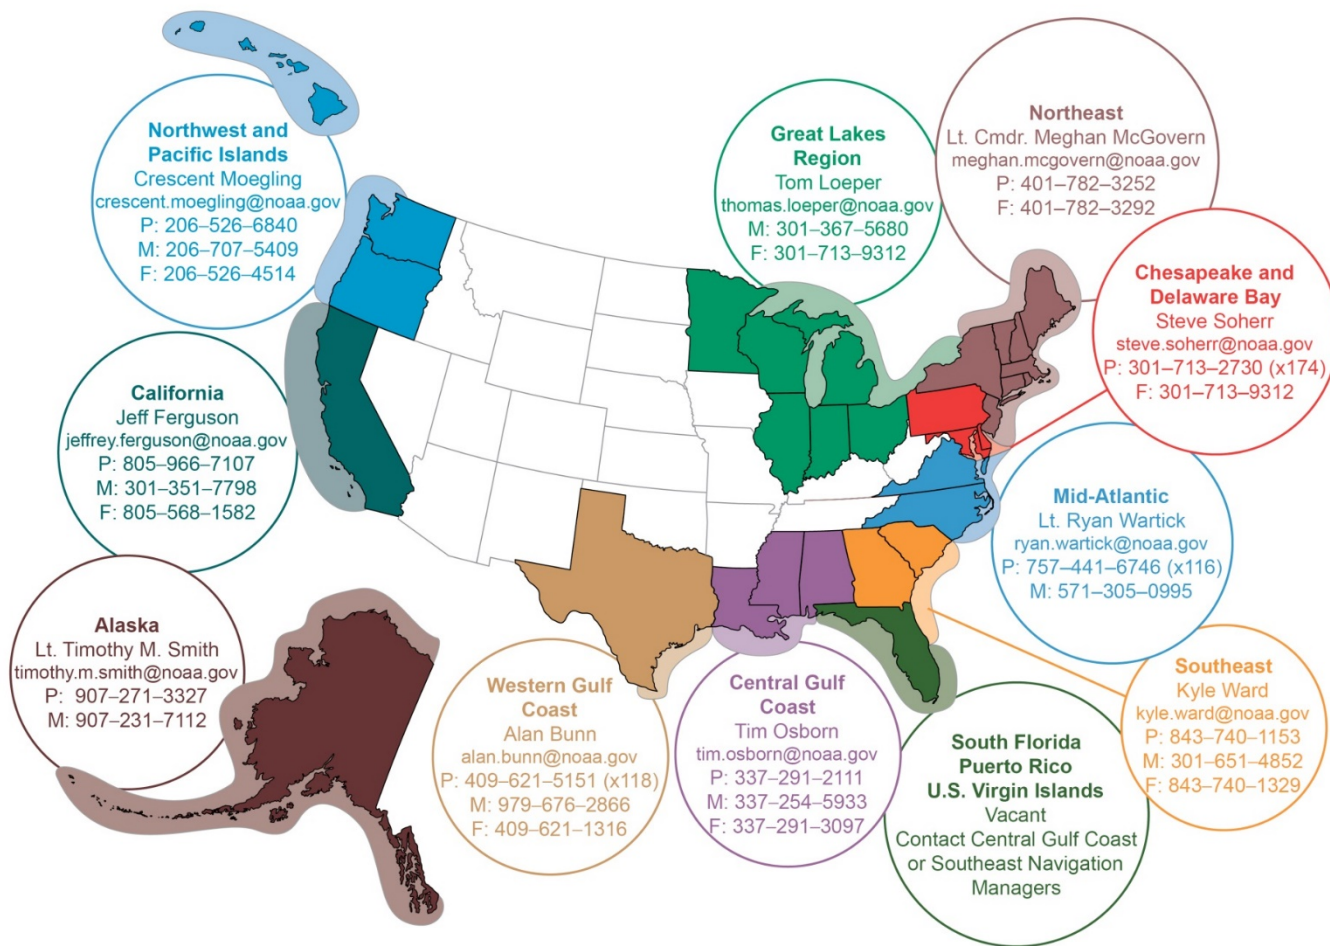 Northwest and
Pacific Islands
Crescent Moegling
crescent.moegling@noaa.gov
P: 206–526–6840
M: 206–707–5409
F: 206–526–4514
Great Lakes
Region
Tom Loeper
thomas.loeper@noaa.gov
M: 301–367–5680
F: 301–713–9312
Northeast
Lt. Cmdr. Meghan McGovern
meghan.mcgovern@noaa.gov
P: 401–782–3252
F: 401–782–3292
Chesapeake and
Delaware Bay
Steve Soherr
steve.soherr@noaa.gov
P: 301–713–2730 (x174)
F: 301–713–9312
California
Jeff Ferguson
jeffrey.ferguson@noaa.gov
P: 805–966–7107
M: 301–351–7798
F: 805–568–1582
Mid-Atlantic
Lt. Ryan Wartick
ryan.wartick@noaa.gov
P: 757–441–6746 (x116)
M: 571–305–0995
Alaska
Lt. Timothy M. Smith
timothy.m.smith@noaa.gov
P: 907–271–3327
M: 907–231–7112
Western Gulf
Coast
Alan Bunn
alan.bunn@noaa.gov
P: 409–621–5151 (x118)
M: 979–676–2866
F: 409–621–1316
Central Gulf
Coast
Tim Osborn
tim.osborn@noaa.gov
P: 337–291–2111
M: 337–254–5933
F: 337–291–3097
South Florida
Puerto Rico
U.S. Virgin Islands
Vacant
Contact Central Gulf Coast
or Southeast Navigation
Managers
Southeast
Kyle Ward
kyle.ward@noaa.gov
P: 843–740–1153
M: 301–651–4852
F: 843–740–1329